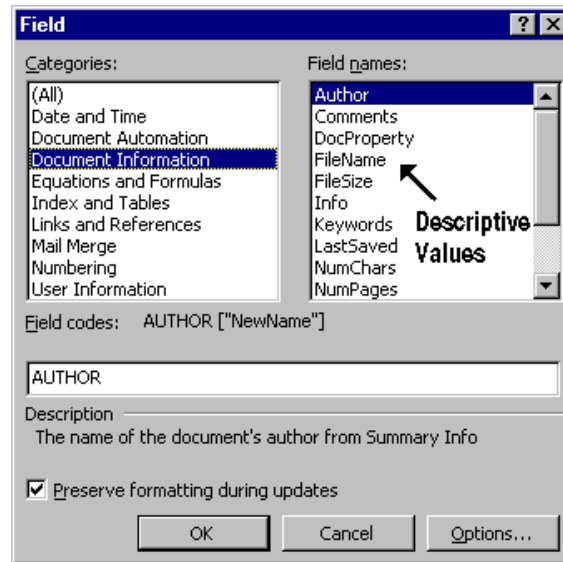 Field
Categories:
(All)
Date and Time
Document Automation
Document Information
Equations and Formulas
Index and Tables
Links and References
Mail Merge
Numbering
User Information
Field names:
Author
Comments
DocProperty
FileName
FileSize
Info
Keywords
LastSaved
NumChars
NumPages
Descriptive
Values
Field codes: AUTHOR ["NewName"]
AUTHOR
Description
The name of the document's author from Summary Info
Preserve formatting during updates
OK Cancel Options...